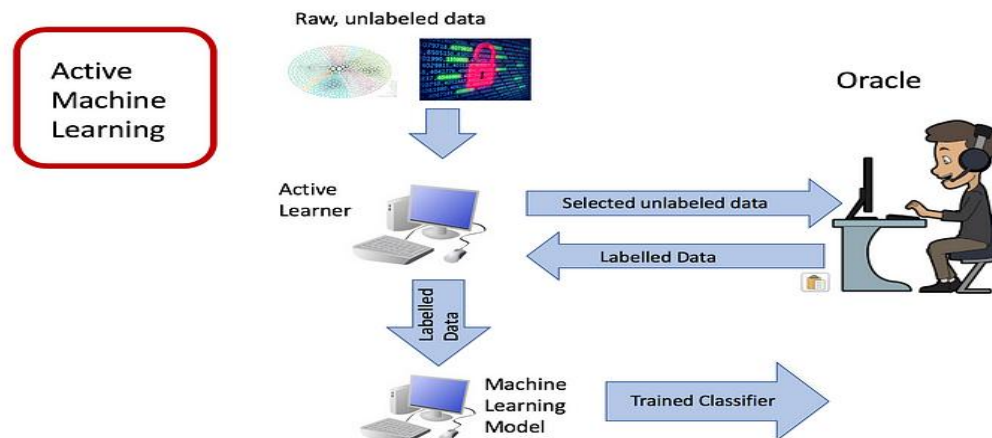 Raw, unlabeled data
Active
Machine
Learning
Oracle
Active
Learner
Selected unlabeled data
Labelled Data
Labelled
Data
Machine
Learning
Model
Trained Classifier